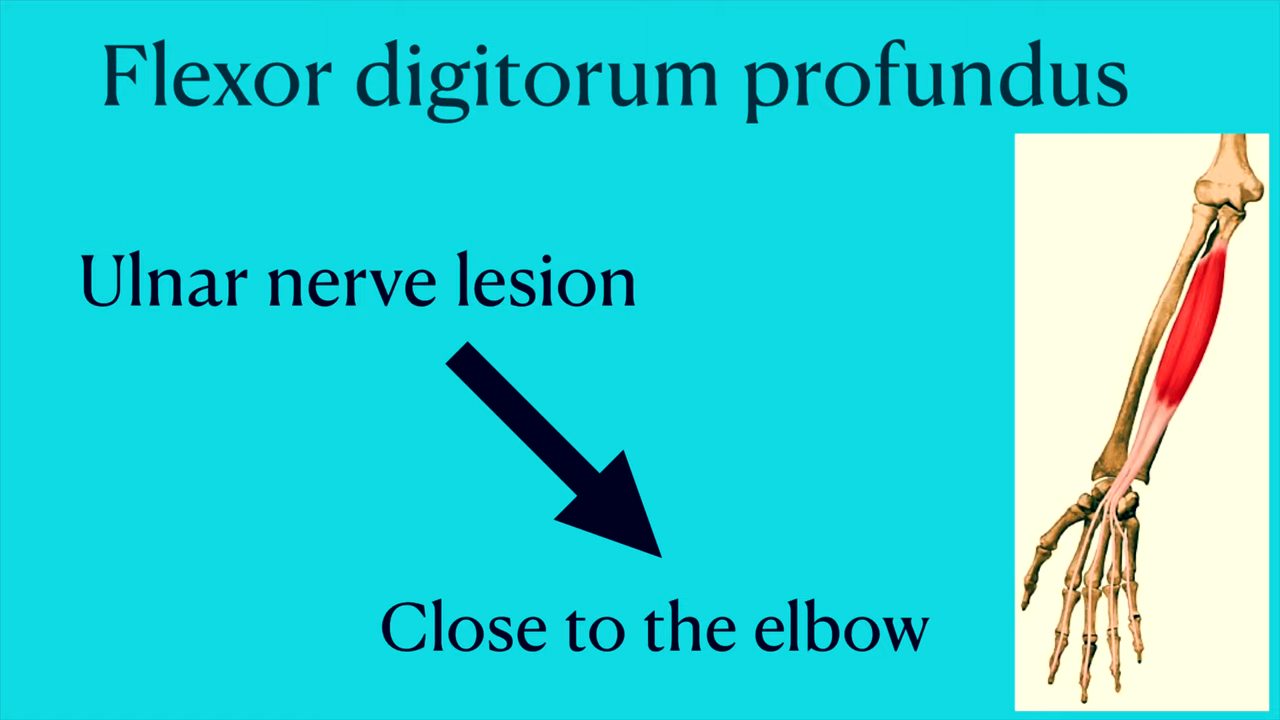 Flexor digitorum profundus
Ulnar nerve lesion
Close to the elbow